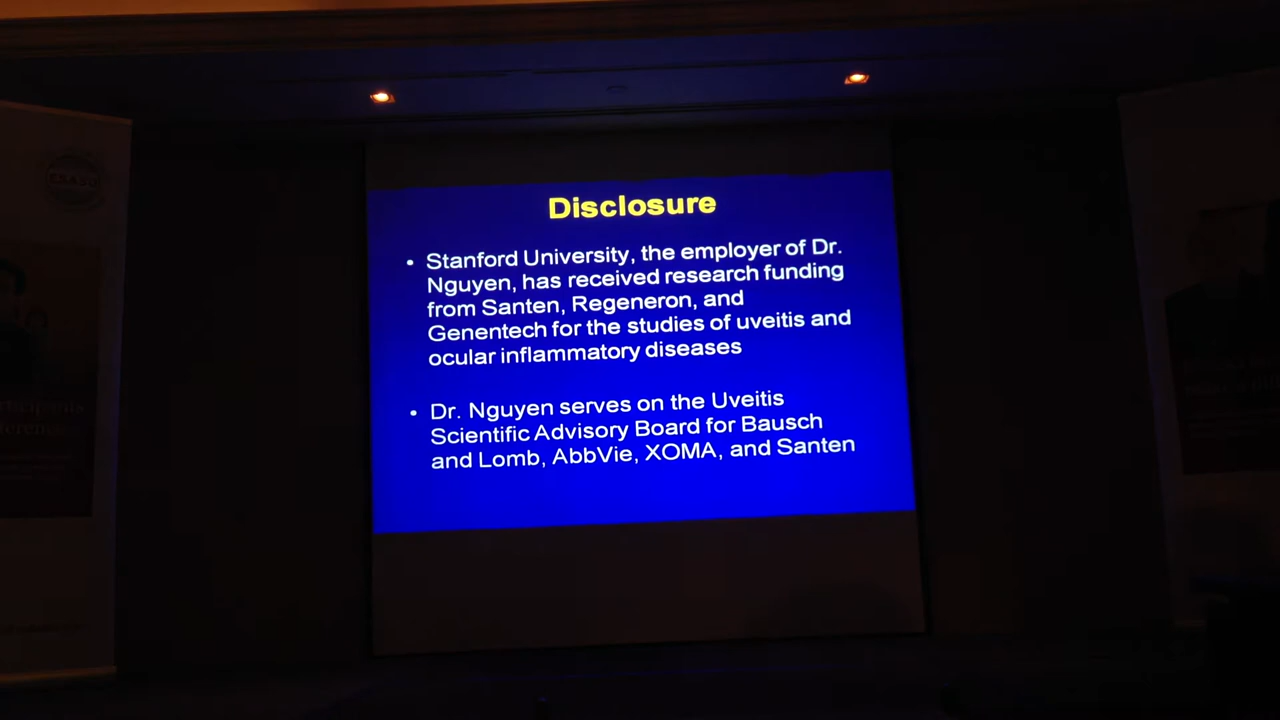 Disclosure
• Stanford University, the employer of Dr.
Nguyen, has received research funding
from Santen, Regeneron, and
Genentech for the studies of uveitis and
ocular inflammatory diseases
• Dr. Nguyen serves on the Uveitis
Scientific Advisory Board for Bausch
and Lomb, AbbVie, XOMA, and Santen